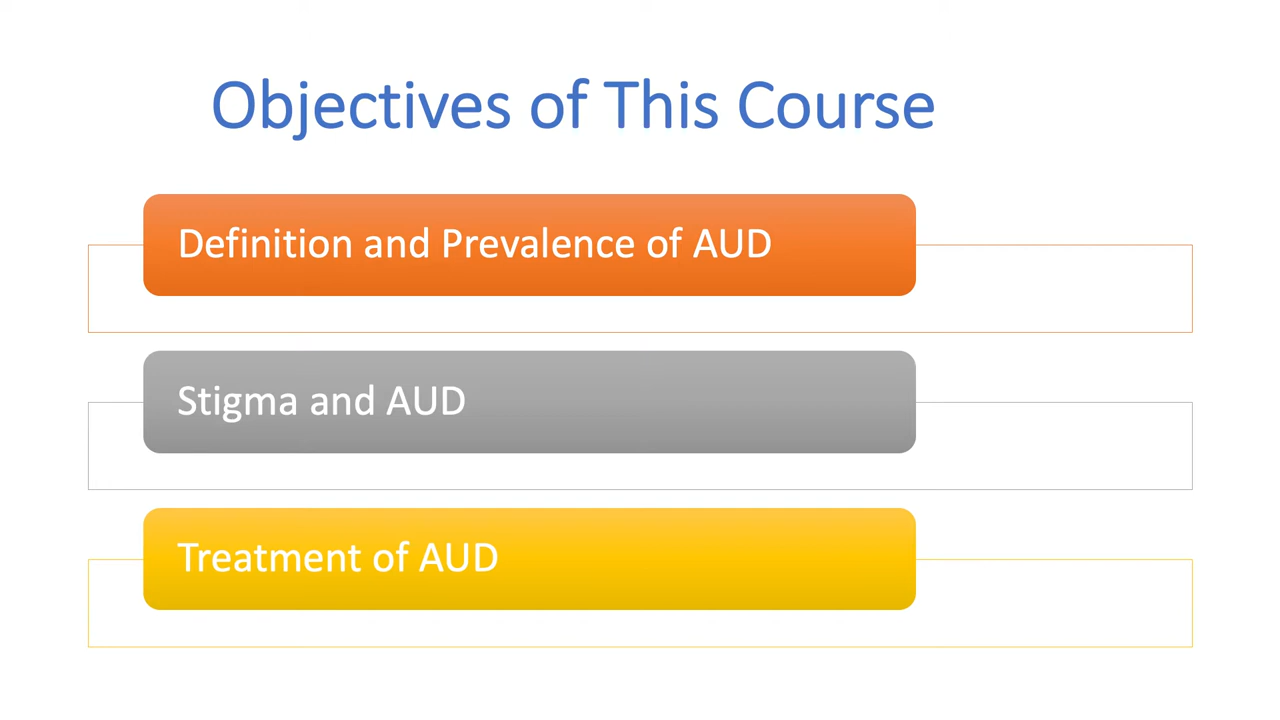 Objectives of This Course
Definition and Prevalence of AUD
Stigma and AUD
Treatment of AUD